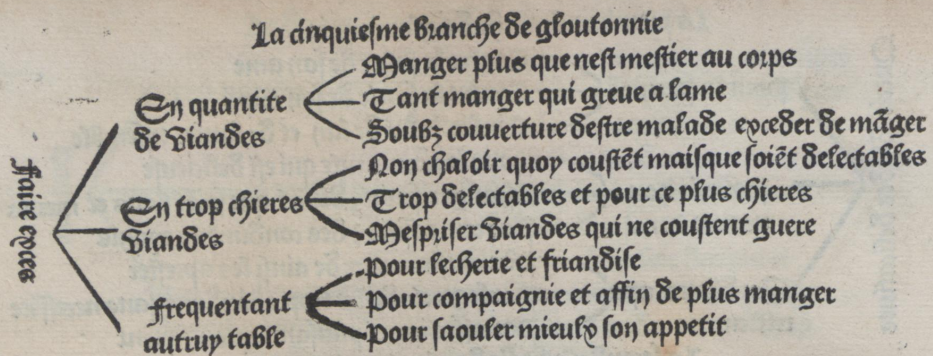 La cinquiesme branche de gloutonnie
Faire exces
En quantite
de viandes
Manger plus que nest mestier au corps
Tant manger qui greue a lame
Soubz couuerture destre malade exceder de mãger
En trop chieres
viandes
Non chaloir quoy coustẽt maisque soiẽt delectables
Trop delectables et pour ce plus chieres
Mespriser viandes qui ne coustent guere
frequentant
autruy table
Pour lecherie et friandise
Pour compaignie et affin de plus manger
Pour saouler mieulx son appetit